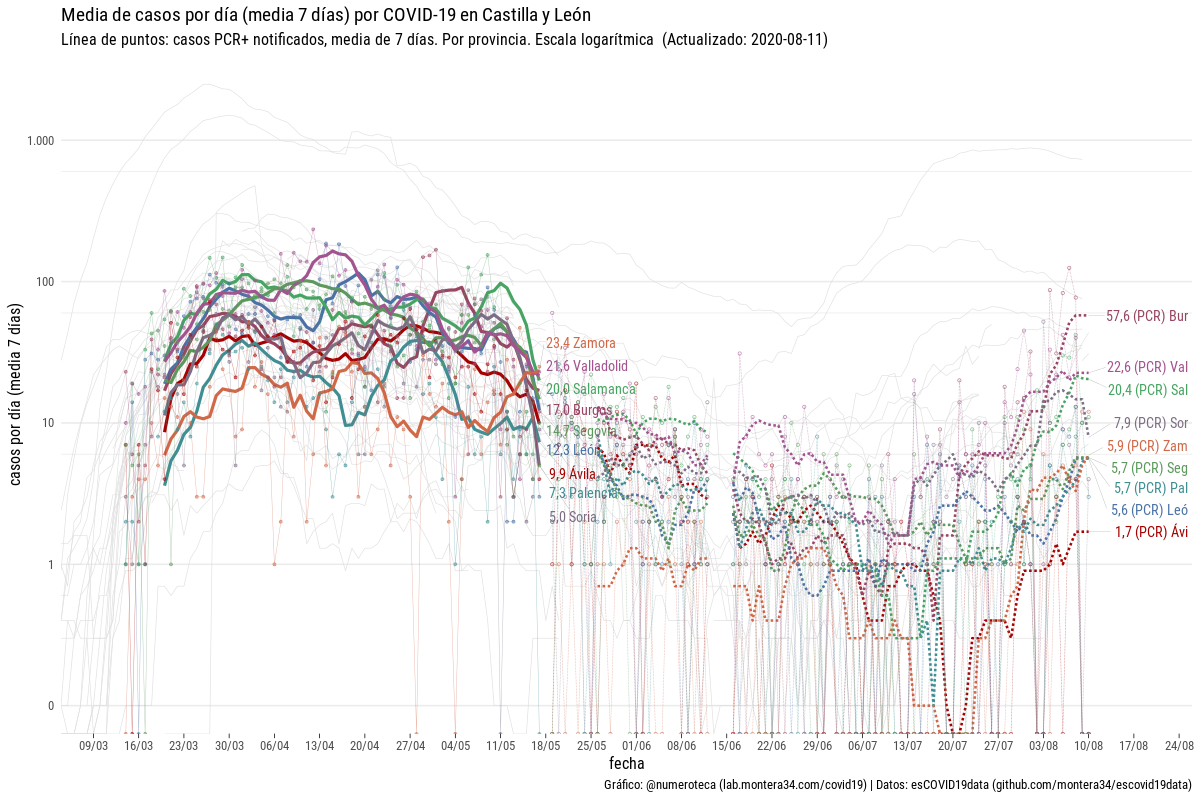 Media de casos por día (media 7 días) por COVID-19 en Castilla y León
Línea de puntos: casos PCR+ notificados, media de 7 días. Por provincia. Escala logarítmica (Actualizado: 2020-08-11)
casos por día (media 7 días)
1.000
100
10
1
0
23,4 Zamora
21,6 Valladolid
20,0 Salamanca
17,0 Burgos
14,7 Segovia
12,3 León
9,9 Ávila
7,3 Palencia
5,0 Soria
57,6 (PCR) Bur
22,6 (PCR) Val
20,4 (PCR) Sal
7,9 (PCR) Sor
5,9 (PCR) Zam
5,7 (PCR) Seg
5,7 (PCR) Pal
5,6 (PCR) Leó
1,7 (PCR) Ávi
09/03 16/03 23/03 30/03 06/04 13/04 20/04 27/04 04/05 11/05 18/05 25/05 01/06 08/06 15/06 22/06 29/06 06/07 13/07 20/07 27/07 03/08 10/08 17/08 24/08
fecha
Gráfico: @numeroteca (lab.montera34.com/covid19) | Datos: esCOVID19data (github.com/montera34/escovid19data)